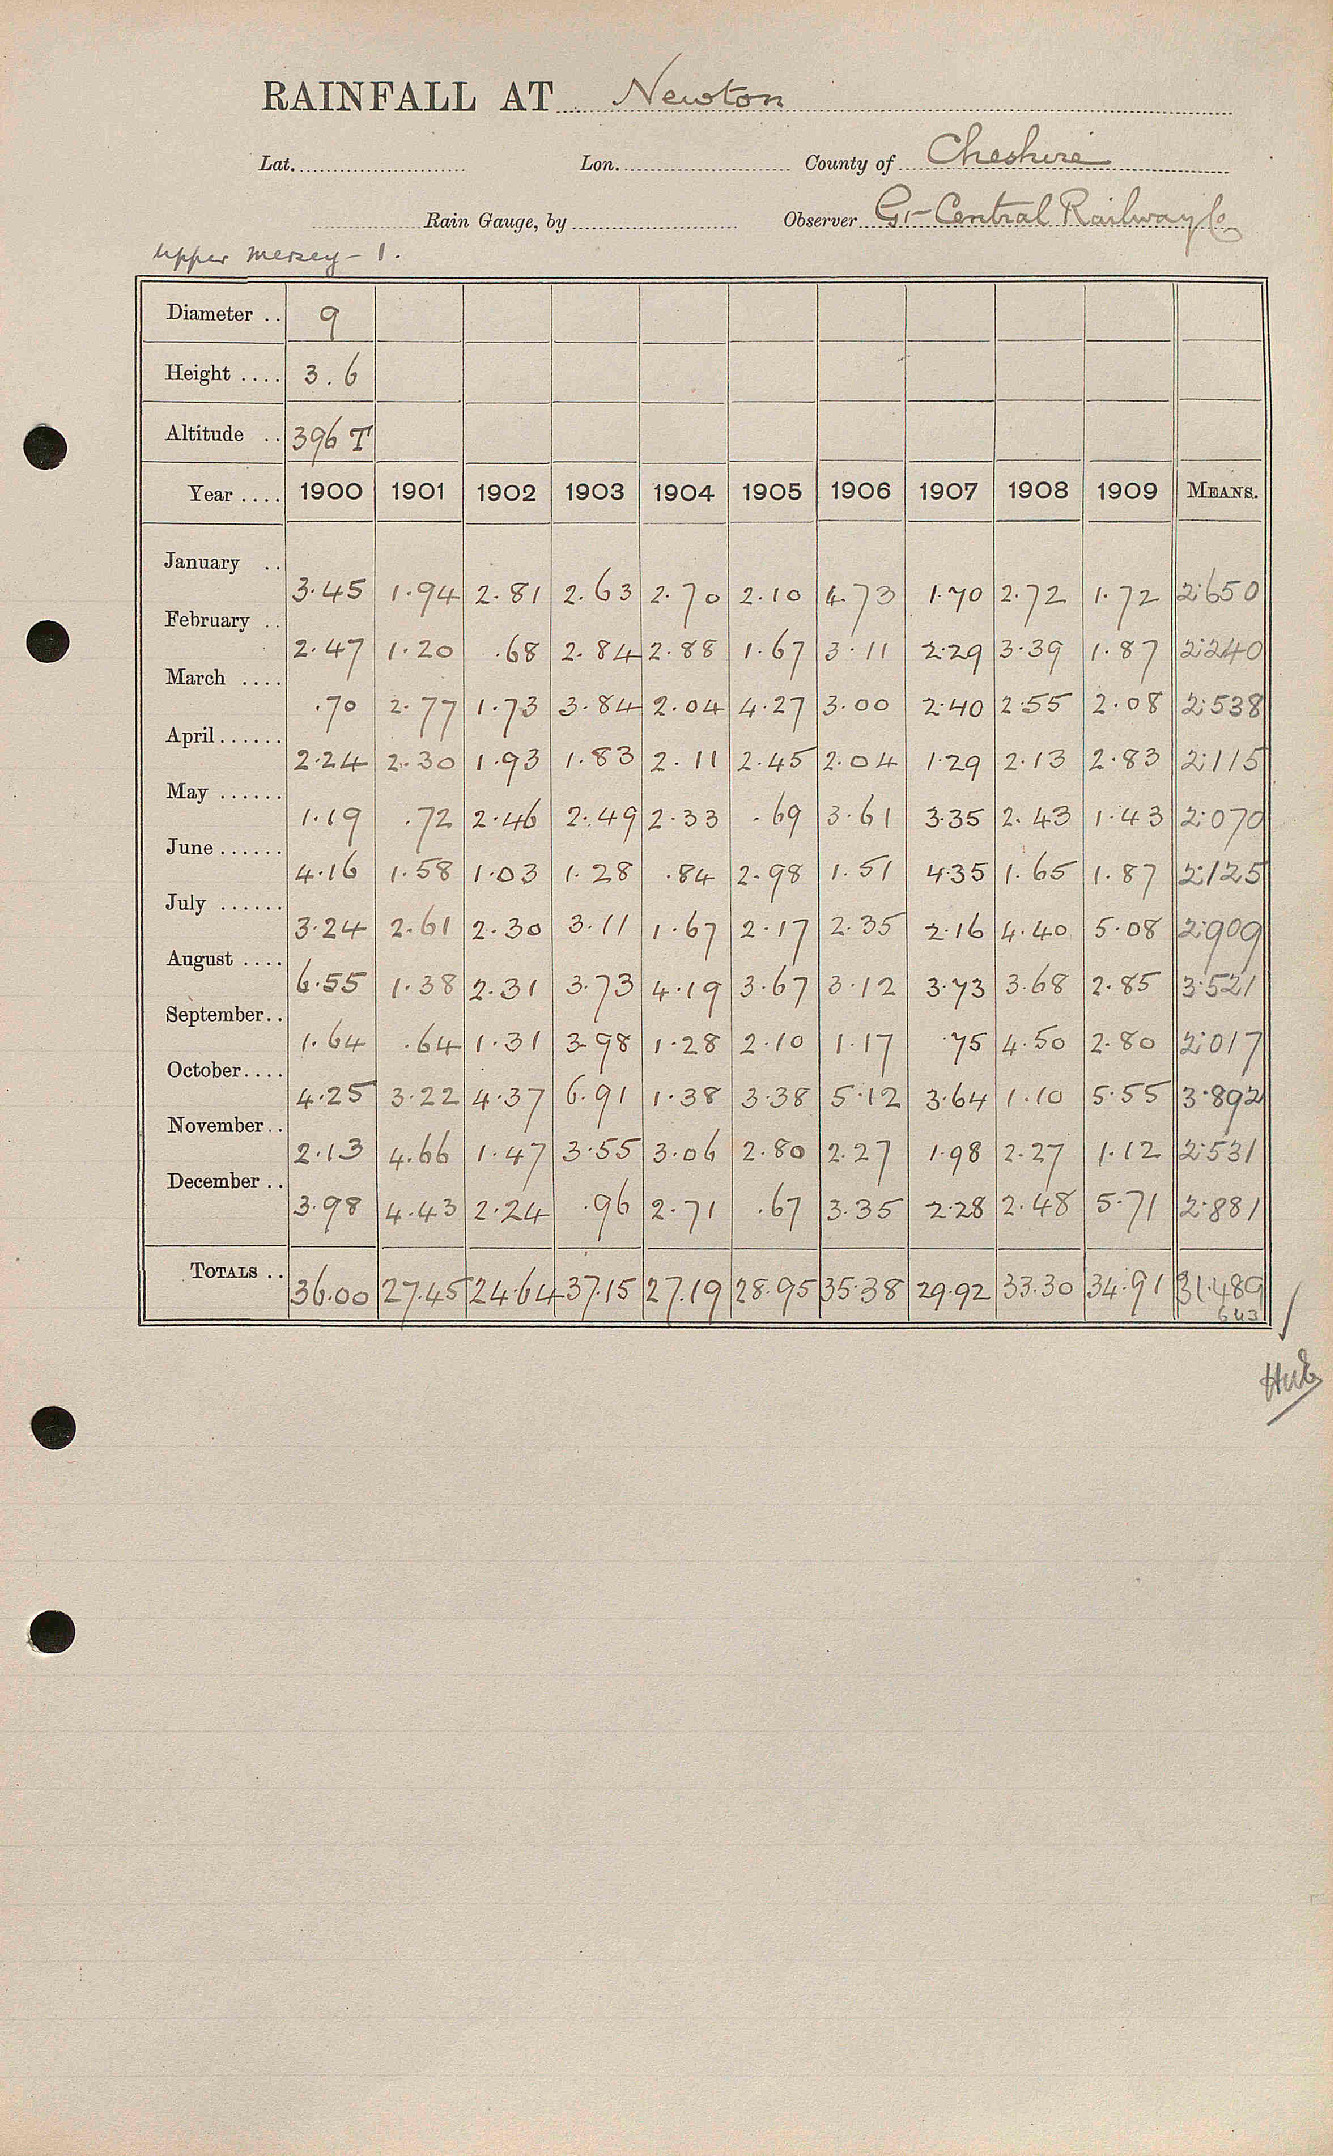 RAINFALL AT Newton
Lat. Lon. County of Cheshire
Rain Gauge, by Observer Gt Central Railway Co
Upper Mersey - 1.
Diameter .. 9
Height .... 3.6
Altitude .. 396 T
Year .... 1900 1901 1902 1903 1904 1905 1906 1907 1908 1909 MEANS.
January .. 3.45 1.94 2.81 2.63 2.70 2.10 4.73 1.70 2.72 1.72 2.650
February .. 2.47 1.20 .68 2.84 2.88 1.67 3.11 2.29 3.39 1.87 2.240
March .... .70 2.77 1.73 3.84 2.04 4.27 3.00 2.40 2.55 2.08 2.538
April...... 2.24 2.30 1.93 1.83 2.11 2.45 2.04 1.29 2.13 2.83 2.115
May ...... 1.19 .72 2.46 2.49 2.33 .69 3.61 3.35 2.43 1.43 2.070
June ...... 4.16 1.58 1.03 1.28 .84 2.98 1.51 4.35 1.65 1.87 2.125
July ...... 3.24 2.61 2.30 3.11 1.67 2.17 2.35 2.16 4.40 5.08 2.909
August .... 6.55 1.38 2.31 3.73 4.19 3.67 3.12 3.73 3.68 2.85 3.521
September.. 1.64 .64 1.31 3.98 1.28 2.10 1.17 .75 4.50 2.80 2.017
October.... 4.25 3.22 4.37 6.91 1.38 3.38 5.12 3.64 1.10 5.55 3.892
November.. 2.13 4.66 1.47 3.55 3.06 2.80 2.27 1.98 2.27 1.12 2.531
December .. 3.98 4.43 2.24 .96 2.71 .67 3.35 2.28 2.48 5.71 2.881
TOTALS .. 36.00 27.45 24.64 37.15 27.19 28.95 35.38 29.92 33.30 34.91 31.489